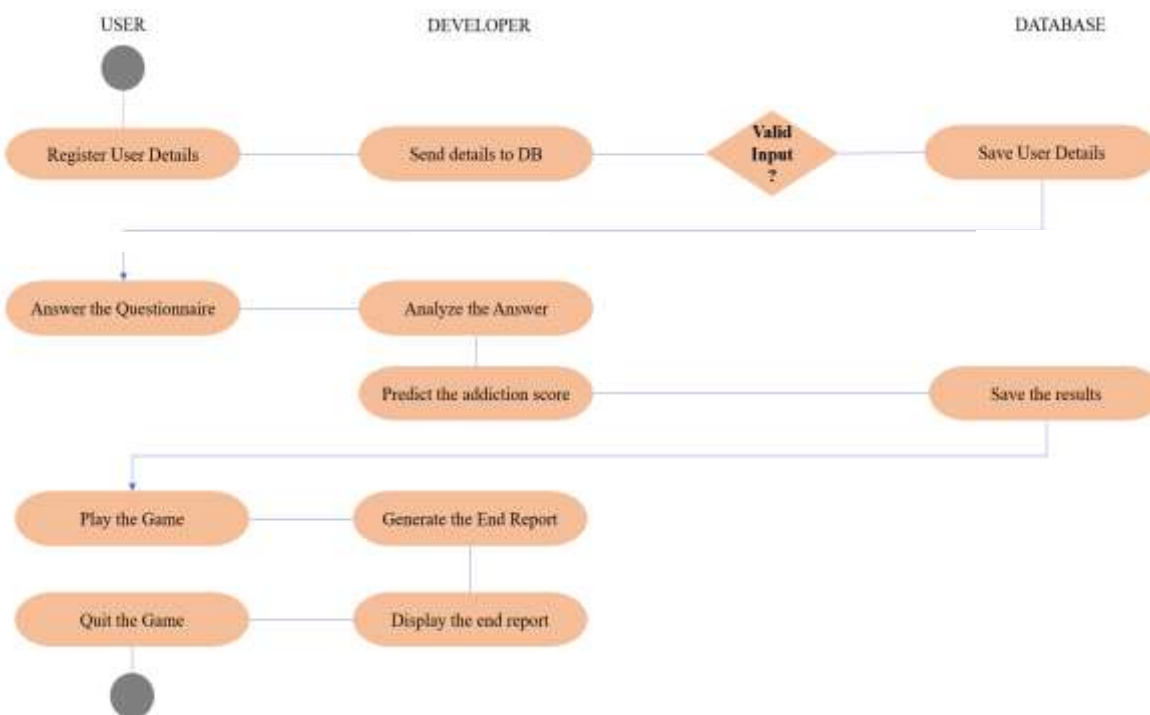 USER
DEVELOPER
DATABASE
Register User Details
Send details to DB
Valid
Input
?
Save User Details
Answer the Questionnaire
Analyze the Answer
Predict the addiction score
Save the results
Play the Game
Generate the End Report
Quit the Game
Display the end report